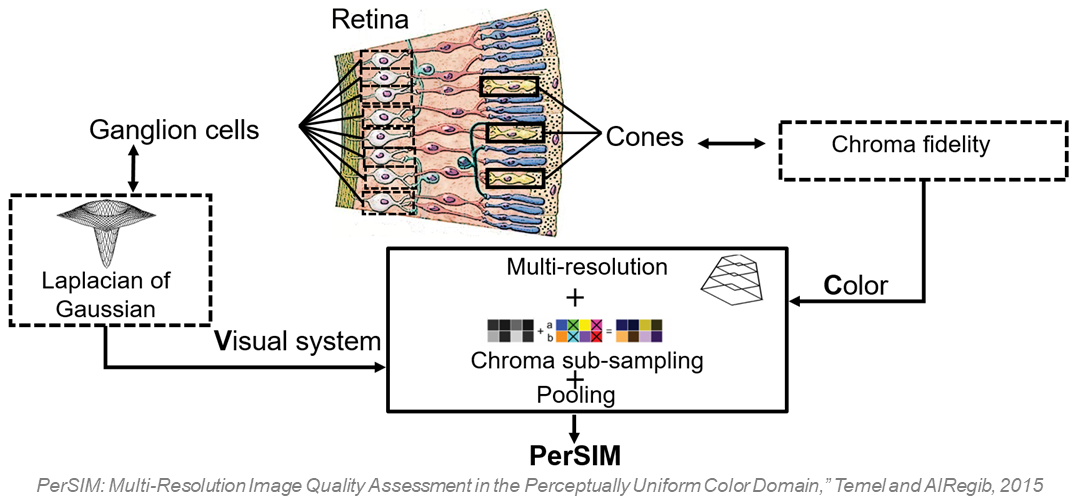 Retina
Ganglion cells
Cones
Chroma fidelity
Laplacian of
Gaussian
Multi-resolution
+
Color
Visual system
+ a
b =
Chroma sub-sampling
+
Pooling
PerSIM
PerSIM: Multi-Resolution Image Quality Assessment in the Perceptually Uniform Color Domain,” Temel and AlRegib, 2015